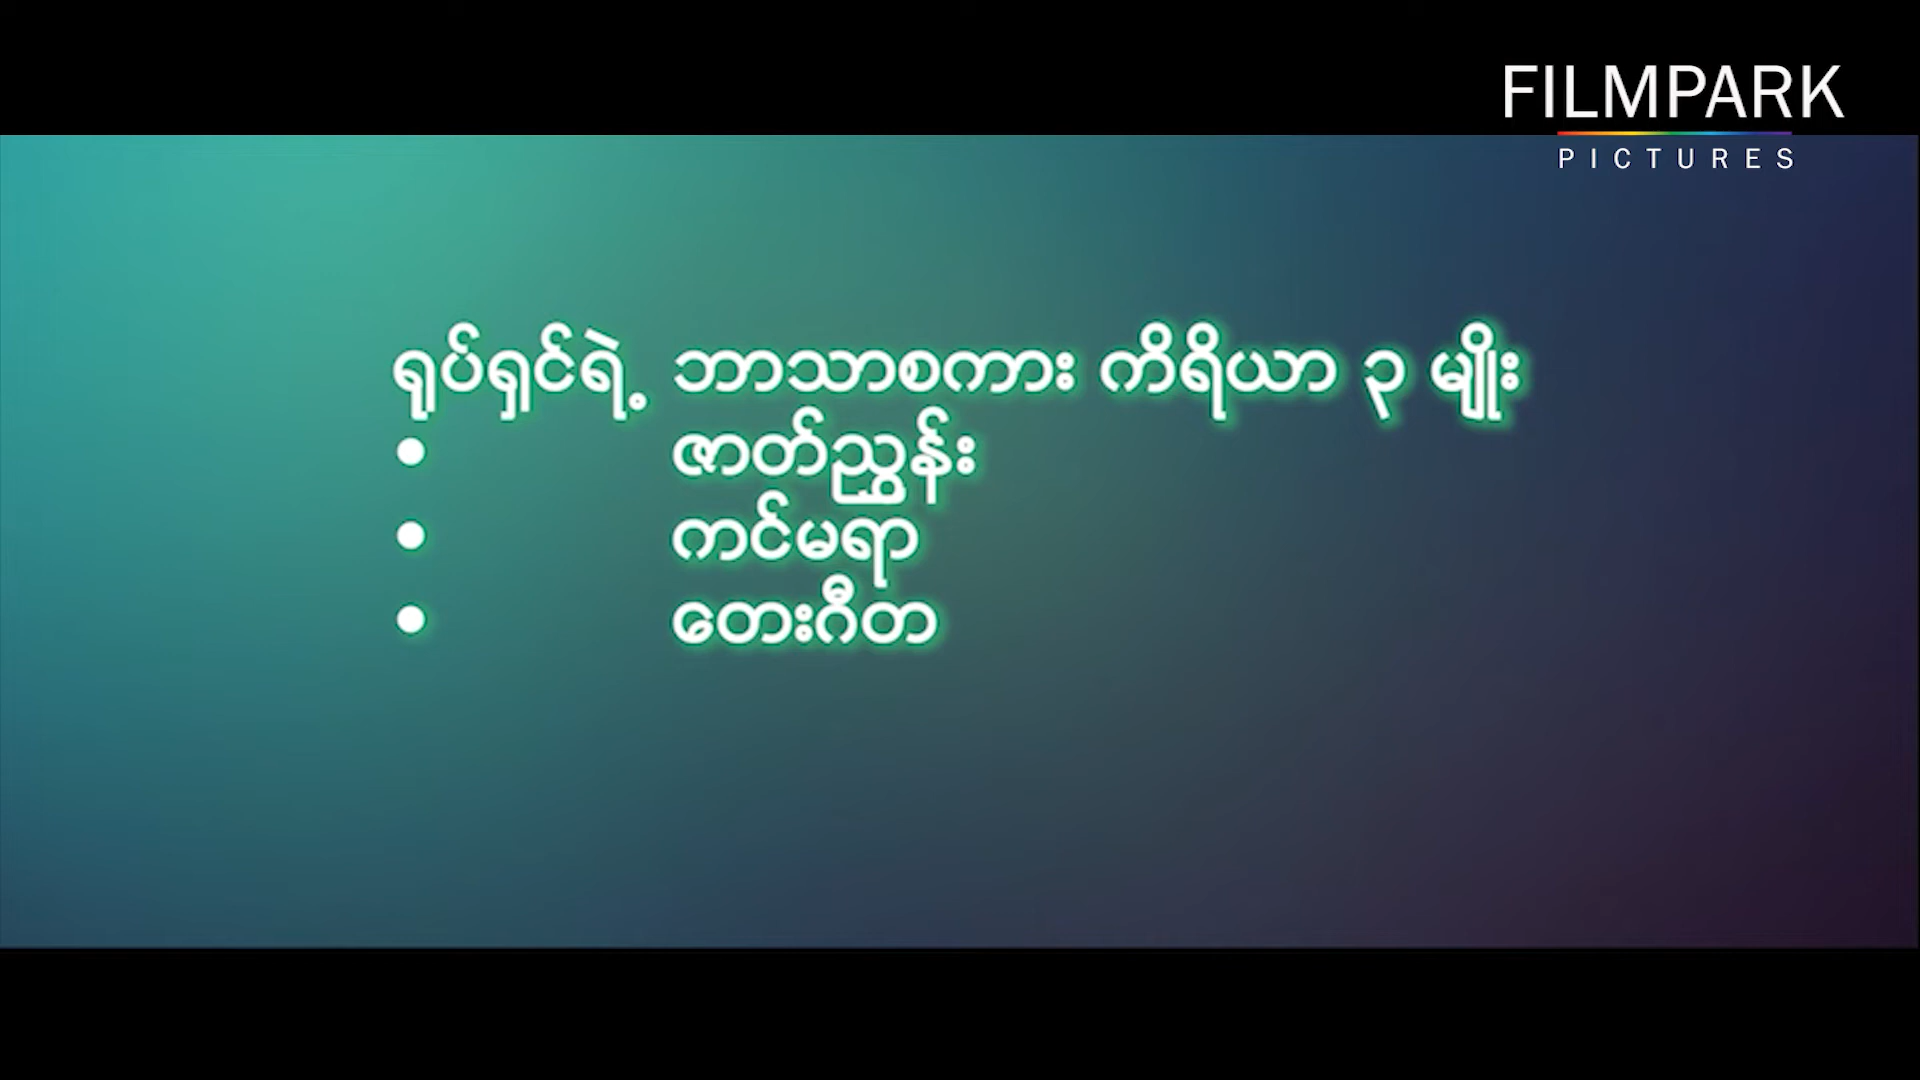 FILMPARK
PICTURES
ရုပ်ရှင်ရဲ့ ဘာသာစကား ကိရိယာ ၃ မျိုး
• ဇာတ်ညွှန်း
• ကင်မရာ
• တေးဂီတ